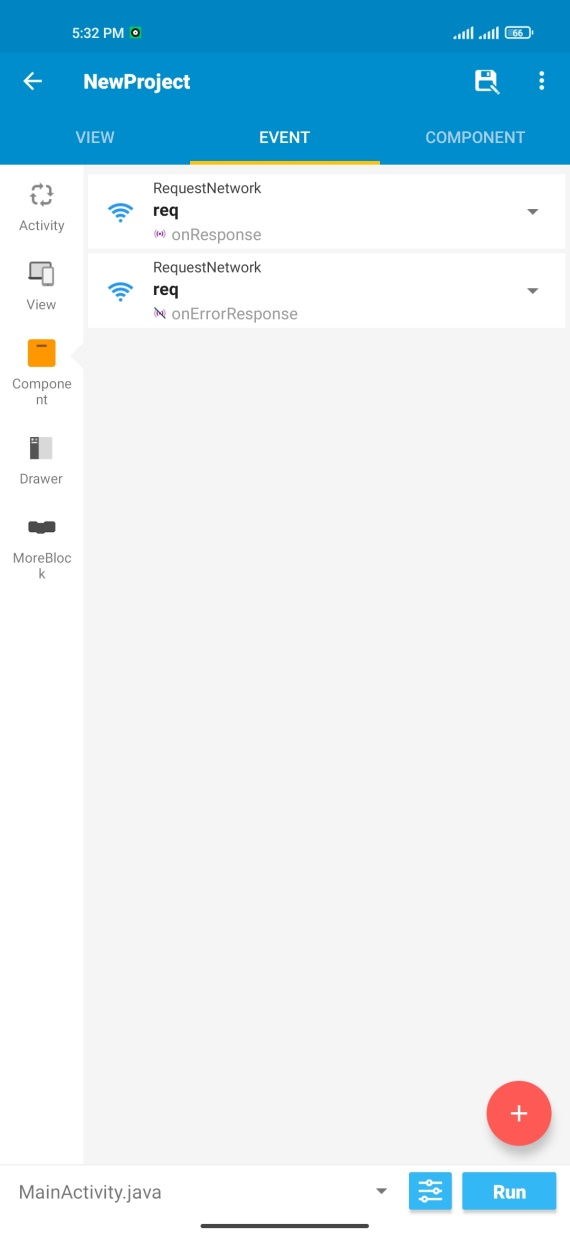 5:32 PM
66
NewProject
VIEW
EVENT
COMPONENT
Activity
View
Compone
nt
Drawer
MoreBloc
k
RequestNetwork
req
onResponse
RequestNetwork
req
onErrorResponse
MainActivity.java
Run